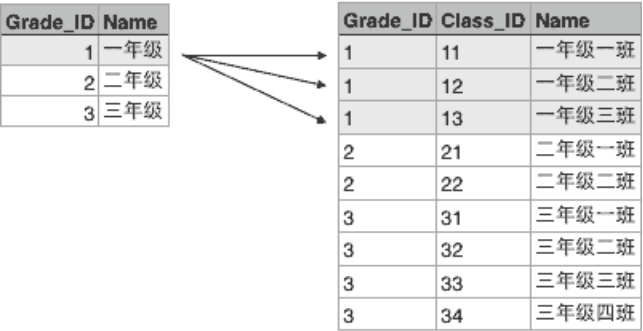 Grade_ID Name
1 一年级
2 二年级
3 三年级
Grade_ID Class_ID Name
1 11 一年级一班
1 12 一年级二班
1 13 一年级三班
2 21 二年级一班
2 22 二年级二班
3 31 三年级一班
3 32 三年级二班
3 33 三年级三班
3 34 三年级四班